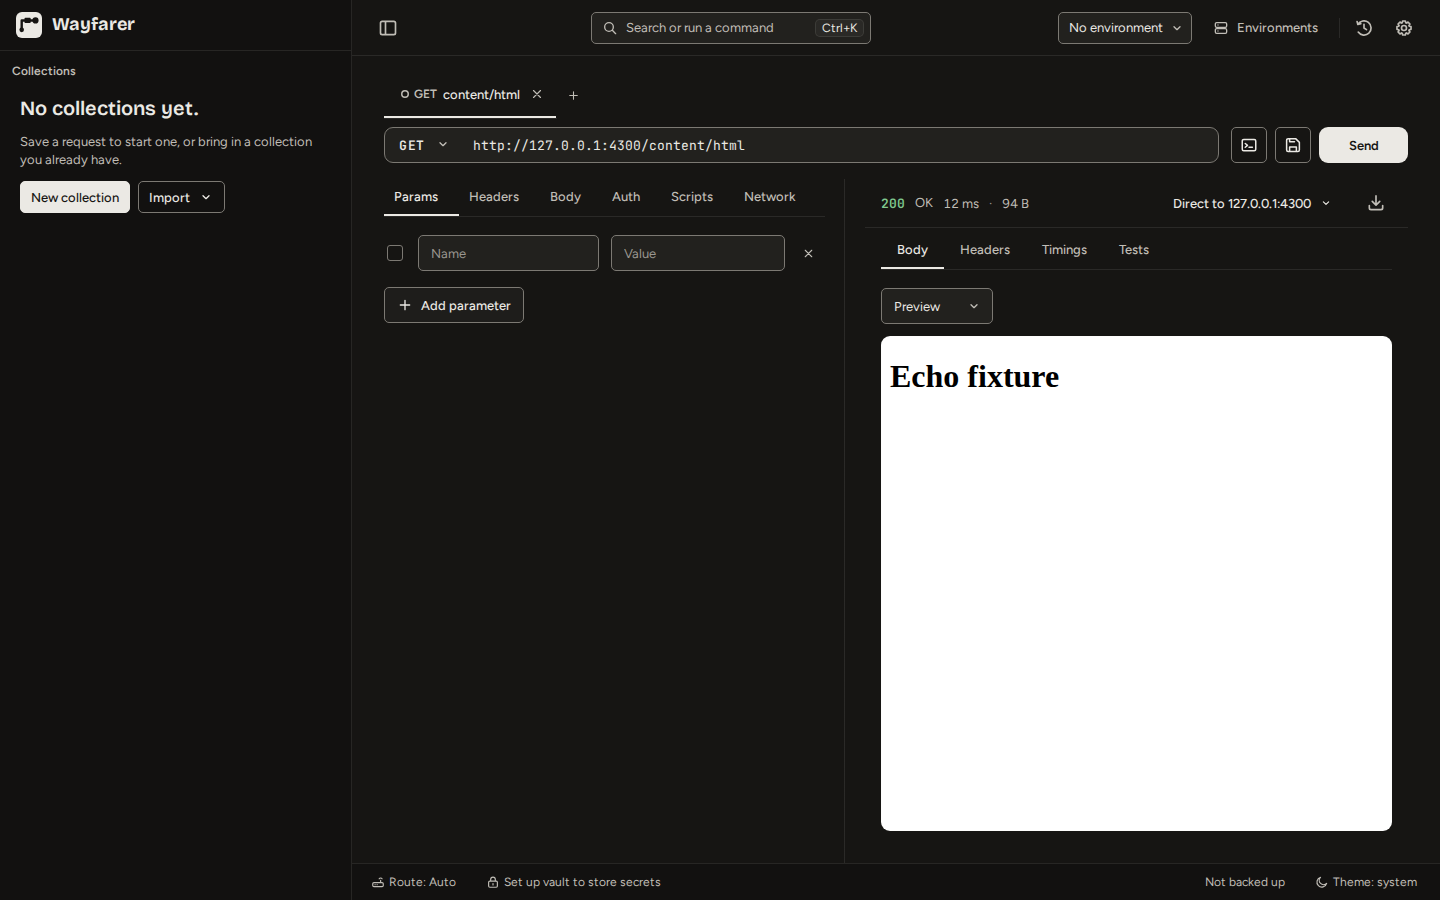 Wayfarer
Search or run a command Ctrl+K
No environment
Environments
Collections
No collections yet.
Save a request to start one, or bring in a collection
you already have.
New collection
Import
GET content/html
GET http://127.0.0.1:4300/content/html
Send
Params Headers Body Auth Scripts Network
Name Value
Add parameter
200 OK 12 ms · 94 B
Direct to 127.0.0.1:4300
Body Headers Timings Tests
Preview
Echo fixture
Route: Auto
Set up vault to store secrets
Not backed up
Theme: system